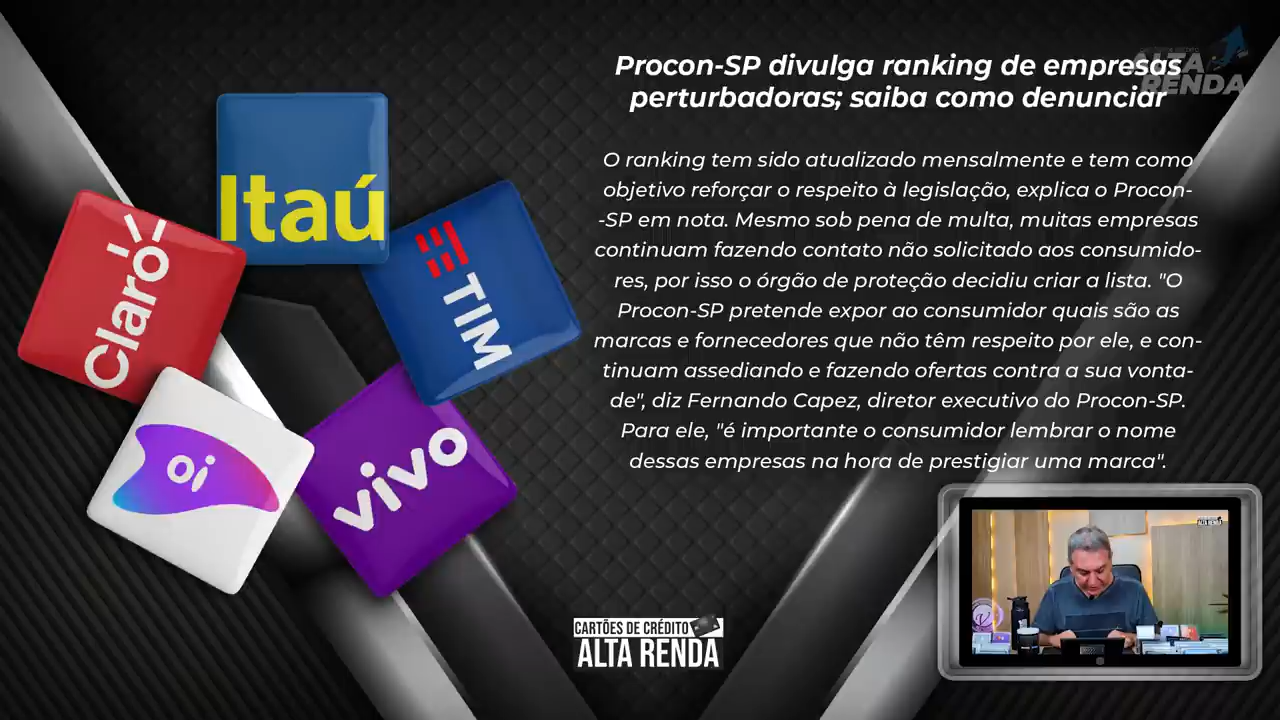 Procon-SP divulga ranking de empresas
perturbadoras; saiba como denunciar
ALTA
RENDA
O ranking tem sido atualizado mensalmente e tem como
objetivo reforçar o respeito à legislação, explica o Procon-
-SP em nota. Mesmo sob pena de multa, muitas empresas
continuam fazendo contato não solicitado aos consumido-
res, por isso o órgão de proteção decidiu criar a lista. "O
Procon-SP pretende expor ao consumidor quais são as
marcas e fornecedores que não têm respeito por ele, e con-
tinuam assediando e fazendo ofertas contra a sua vonta-
de", diz Fernando Capez, diretor executivo do Procon-SP.
Para ele, "é importante o consumidor lembrar o nome
dessas empresas na hora de prestigiar uma marca".
Itaú
Claro
TIM
oi
vivo
CARTÕES DE CRÉDITO
ALTA RENDA
ALTA RENDA